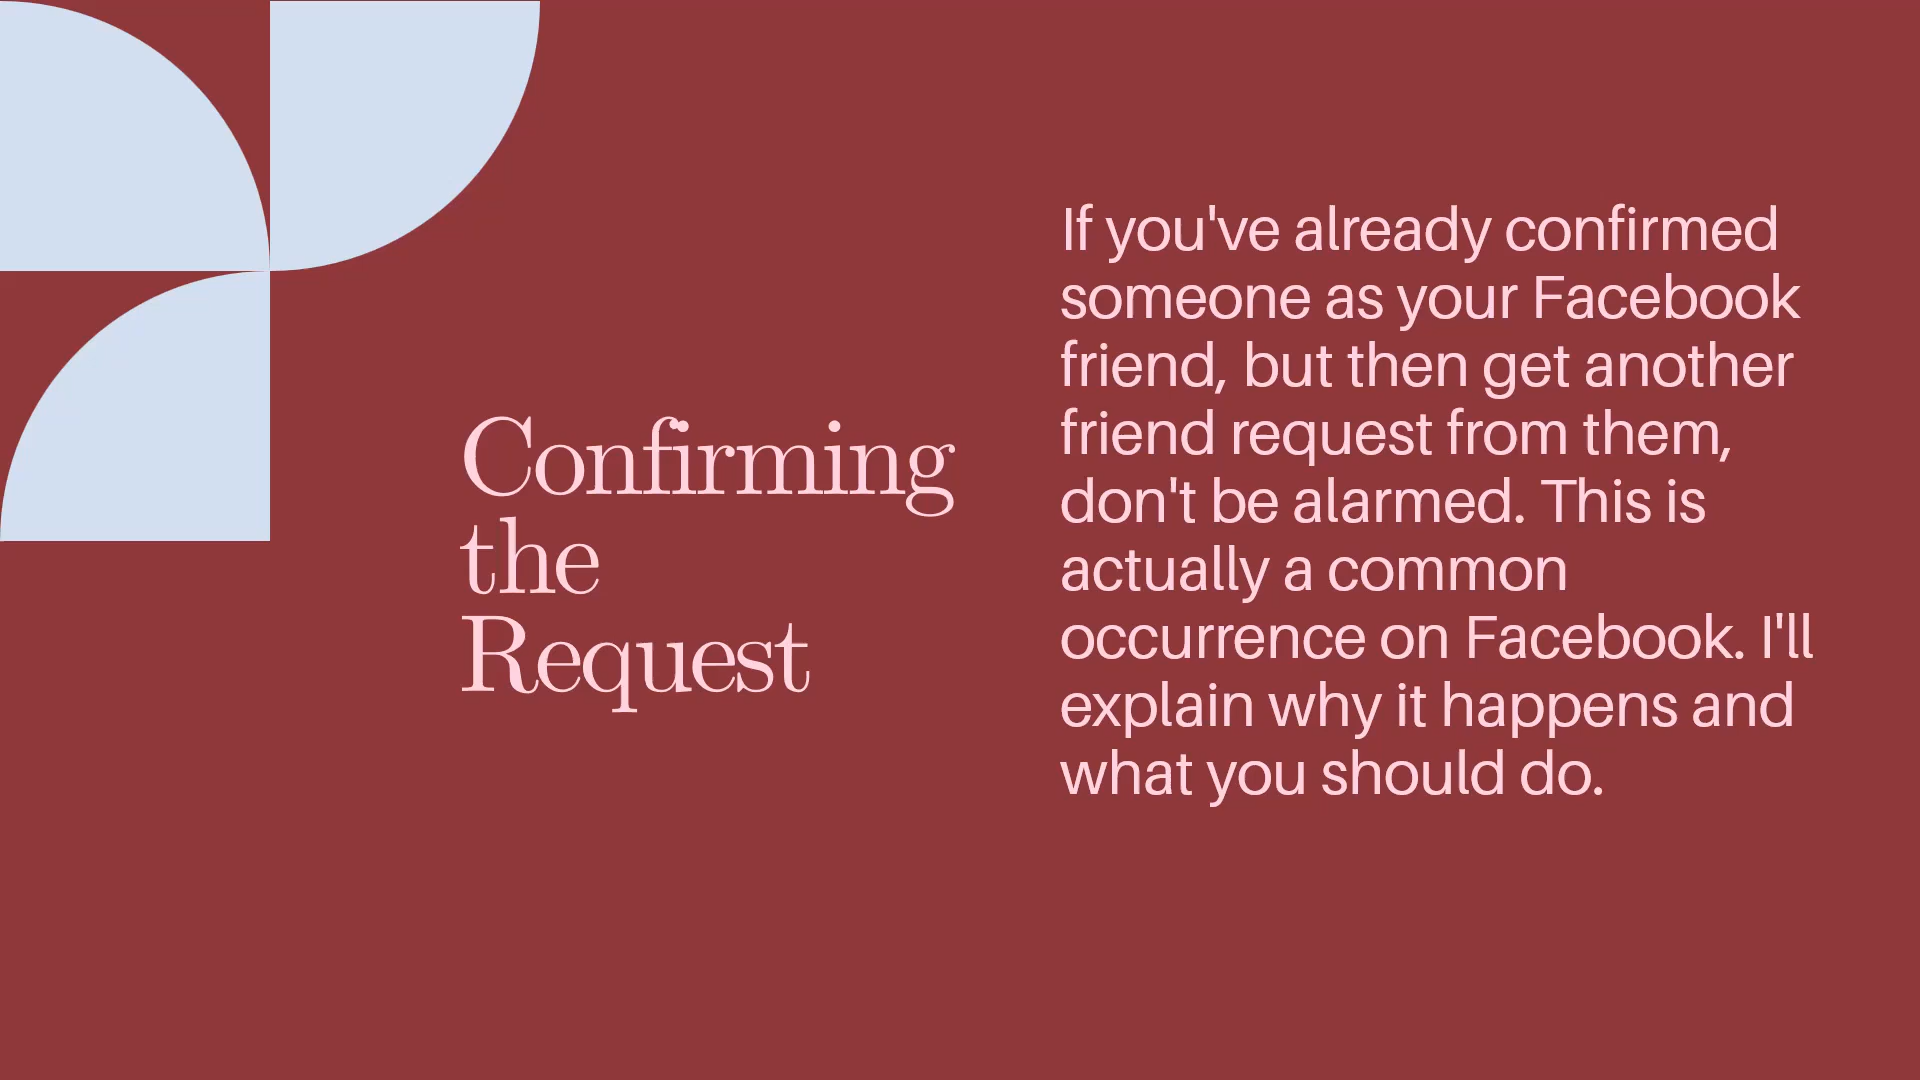 Confirming
the
Request
If you've already confirmed
someone as your Facebook
friend, but then get another
friend request from them,
don't be alarmed. This is
actually a common
occurrence on Facebook. I'll
explain why it happens and
what you should do.